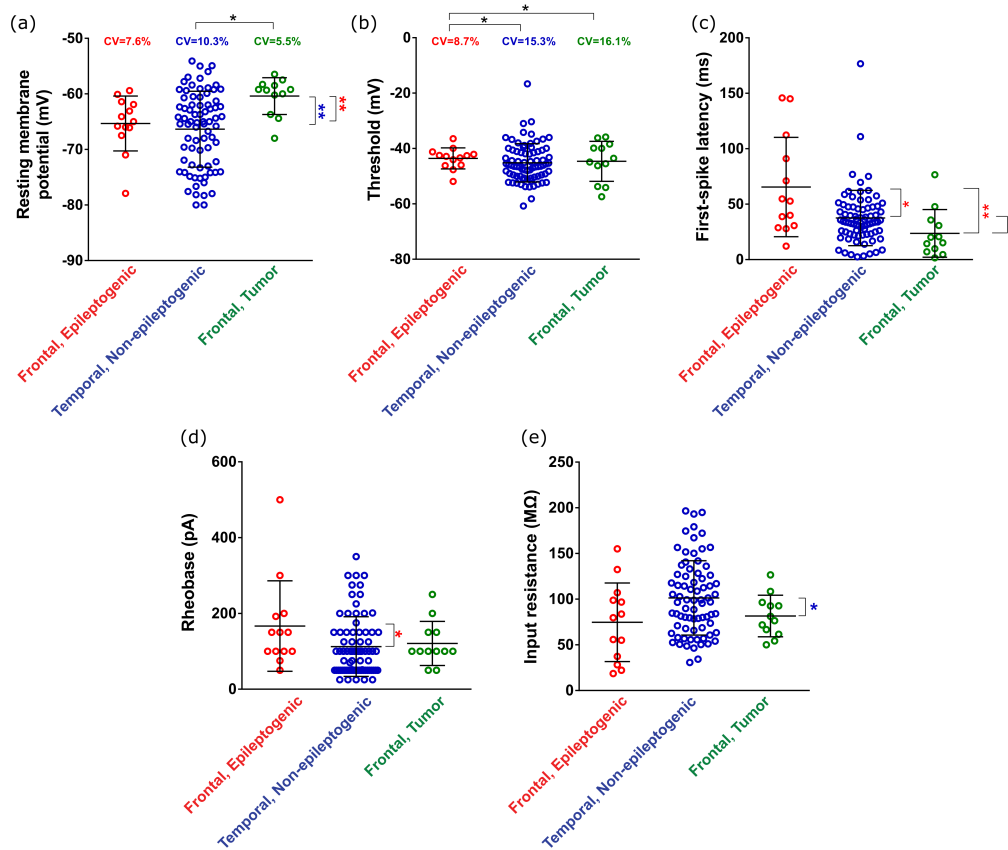 (a)
*
CV=7.6% CV=10.3% CV=5.5%
-50
-60
-70
-80
-90
Resting membrane
potential (mV)
**
**
Frontal, Epileptogenic
Temporal, Non-epileptogenic
Frontal, Tumor
(b)
*
*
CV=8.7% CV=15.3% CV=16.1%
0
-20
-40
-60
-80
Threshold (mV)
Frontal, Epileptogenic
Temporal, Non-epileptogenic
Frontal, Tumor
(c)
200
150
100
50
0
First-spike latency (ms)
*
**
Frontal, Epileptogenic
Temporal, Non-epileptogenic
Frontal, Tumor
(d)
600
400
200
0
Rheobase (pA)
*
Frontal, Epileptogenic
Temporal, Non-epileptogenic
Frontal, Tumor
(e)
250
200
150
100
50
0
Input resistance (MΩ)
*
Frontal, Epileptogenic
Temporal, Non-epileptogenic
Frontal, Tumor